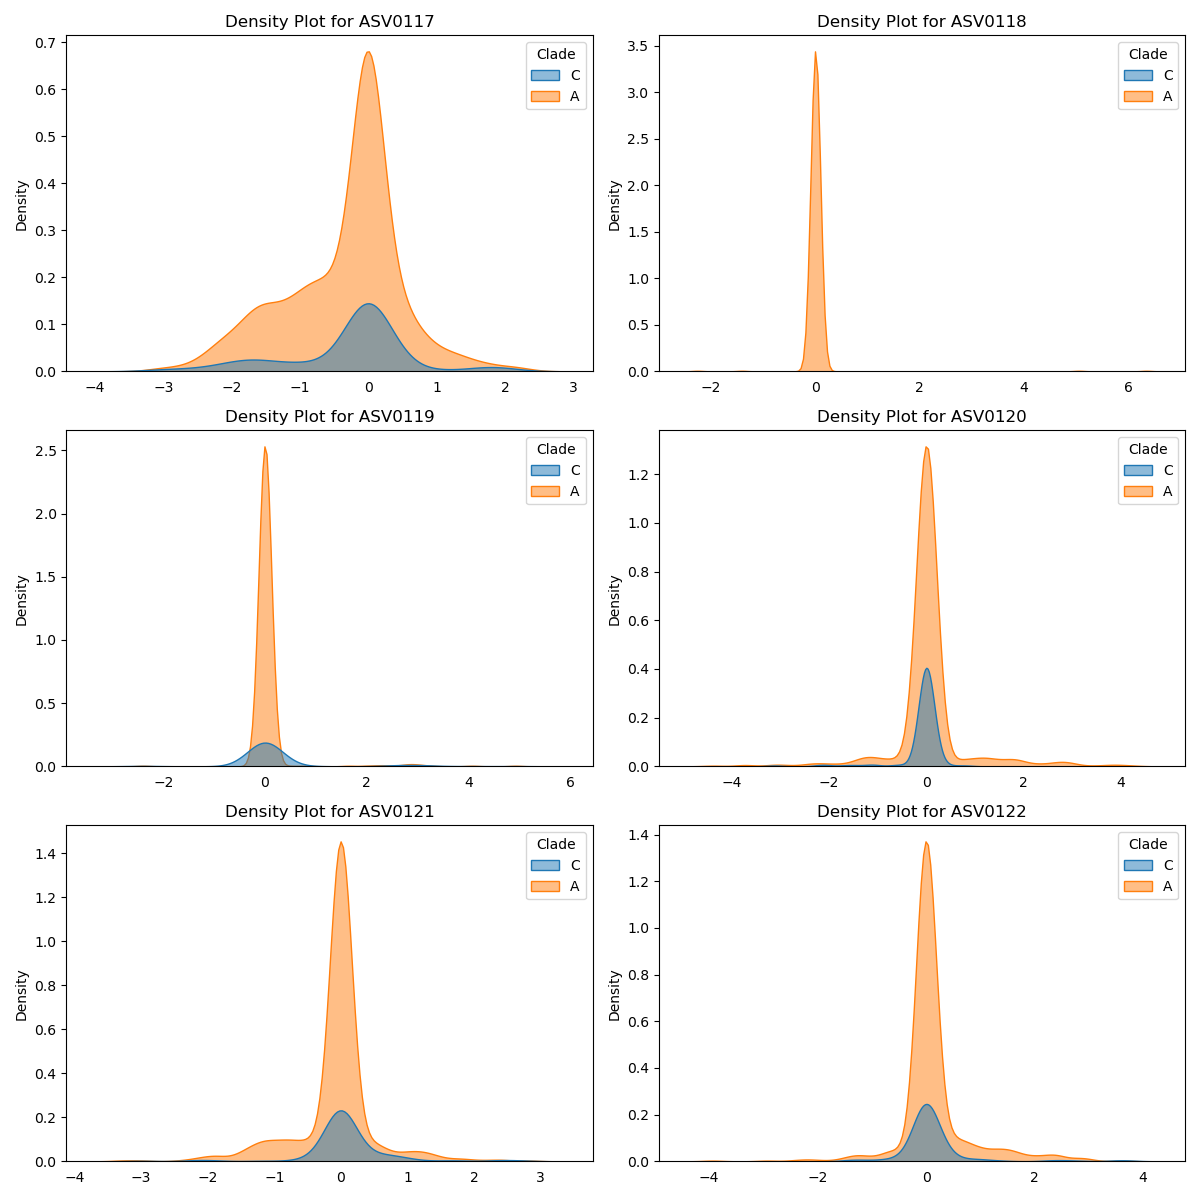 Density Plot for ASV0117
Density
0.7
0.6
0.5
0.4
0.3
0.2
0.1
0.0
−4 −3 −2 −1 0 1 2 3
Clade
C
A
Density Plot for ASV0118
Density
3.5
3.0
2.5
2.0
1.5
1.0
0.5
0.0
−2 0 2 4 6
Clade
C
A
Density Plot for ASV0119
Density
2.5
2.0
1.5
1.0
0.5
0.0
−2 0 2 4 6
Clade
C
A
Density Plot for ASV0120
Density
1.2
1.0
0.8
0.6
0.4
0.2
0.0
−4 −2 0 2 4
Clade
C
A
Density Plot for ASV0121
Density
1.4
1.2
1.0
0.8
0.6
0.4
0.2
0.0
−4 −3 −2 −1 0 1 2 3
Clade
C
A
Density Plot for ASV0122
Density
1.4
1.2
1.0
0.8
0.6
0.4
0.2
0.0
−4 −2 0 2 4
Clade
C
A